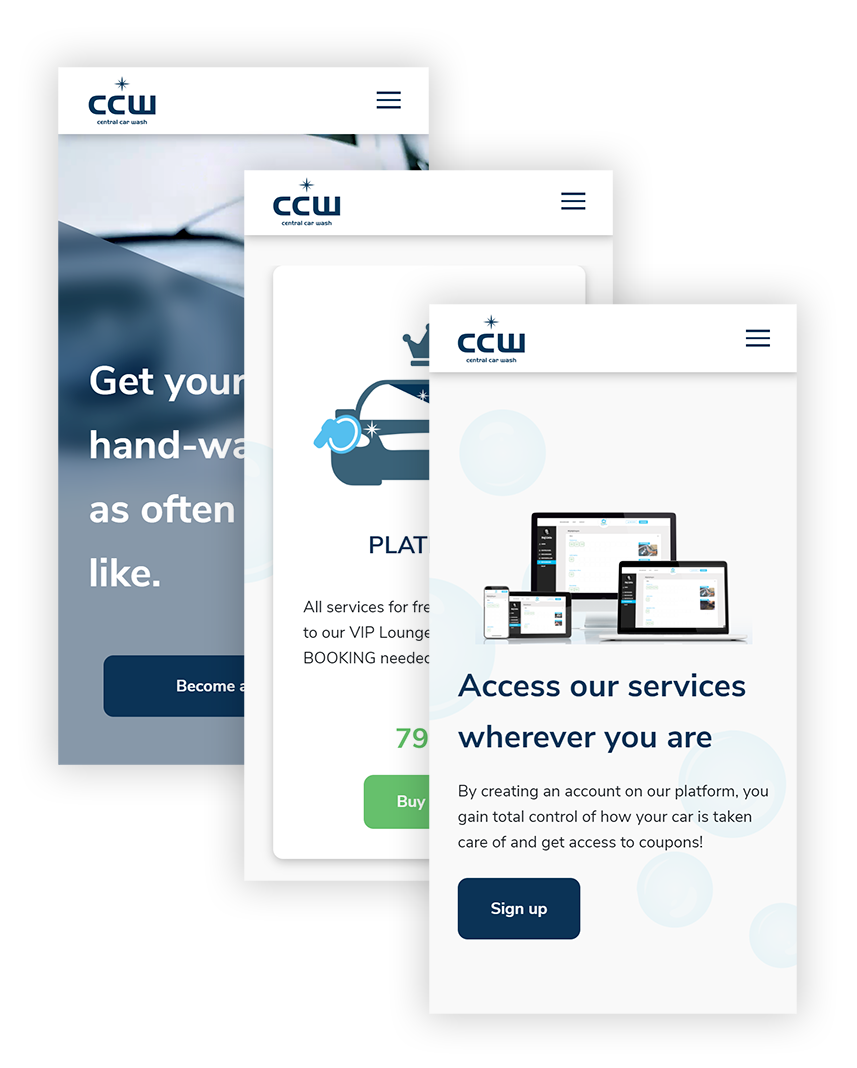 ccw
central car wash
Get your
hand-wa
as often
like.
Become a
ccw
central car wash
PLAT
All services for fre
to our VIP Lounge
BOOKING needed
79
Buy
ccw
central car wash
Access our services
wherever you are
By creating an account on our platform, you
gain total control of how your car is taken
care of and get access to coupons!
Sign up